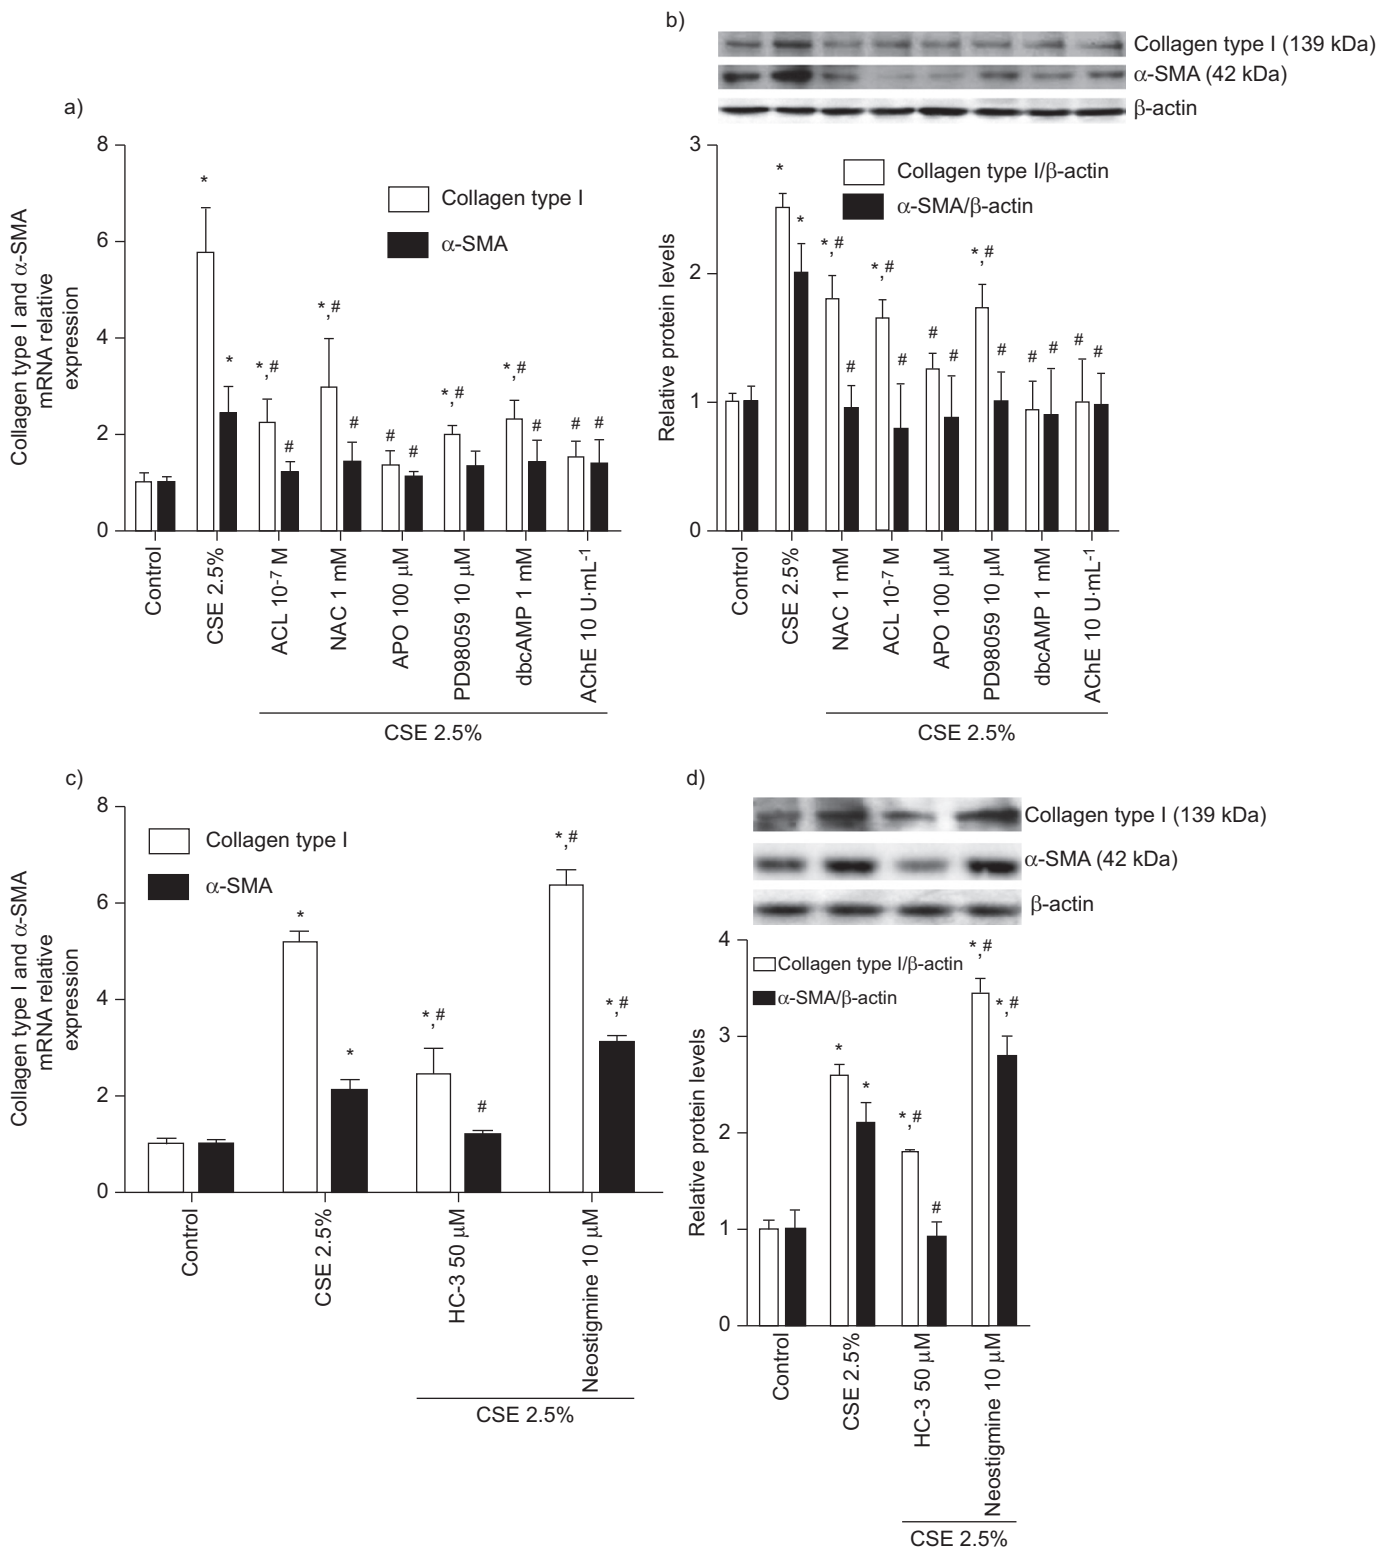 a)
Collagen type I and α-SMA
mRNA relative
expression
8
6
4
2
0
Collagen type I
α-SMA
*
*
*,#
#
*,#
#
#
#
*,#
*,#
#
#
#
Control
CSE 2.5%
ACL 10-7 M
NAC 1 mM
APO 100 μM
PD98059 10 μM
dbcAMP 1 mM
AChE 10 U·mL-1
CSE 2.5%
b)
Collagen type I (139 kDa)
α-SMA (42 kDa)
β-actin
Relative protein levels
3
2
1
0
Collagen type I/β-actin
α-SMA/β-actin
*
*
*,#
#
*,#
#
#
#
*,#
#
#
#
#
#
Control
CSE 2.5%
NAC 1 mM
ACL 10-7 M
APO 100 μM
PD98059 10 μM
dbcAMP 1 mM
AChE 10 U·mL-1
CSE 2.5%
c)
Collagen type I and α-SMA
mRNA relative
expression
8
6
4
2
0
Collagen type I
α-SMA
*
*
*,#
#
*,#
*,#
Control
CSE 2.5%
HC-3 50 μM
Neostigmine 10 μM
CSE 2.5%
d)
Collagen type I (139 kDa)
α-SMA (42 kDa)
β-actin
Relative protein levels
4
3
2
1
0
Collagen type I/β-actin
α-SMA/β-actin
*
*
*,#
#
*,#
*,#
Control
CSE 2.5%
HC-3 50 μM
Neostigmine 10 μM
CSE 2.5%